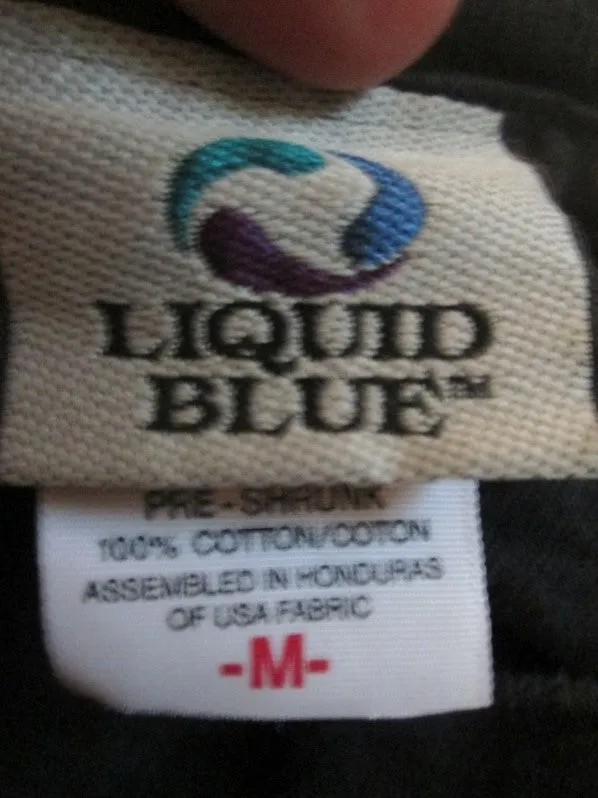 LIQUID
BLUE™
PRE-SHRUNK
100% COTTON/COTON
ASSEMBLED IN HONDURAS
OF USA FABRIC
-M-